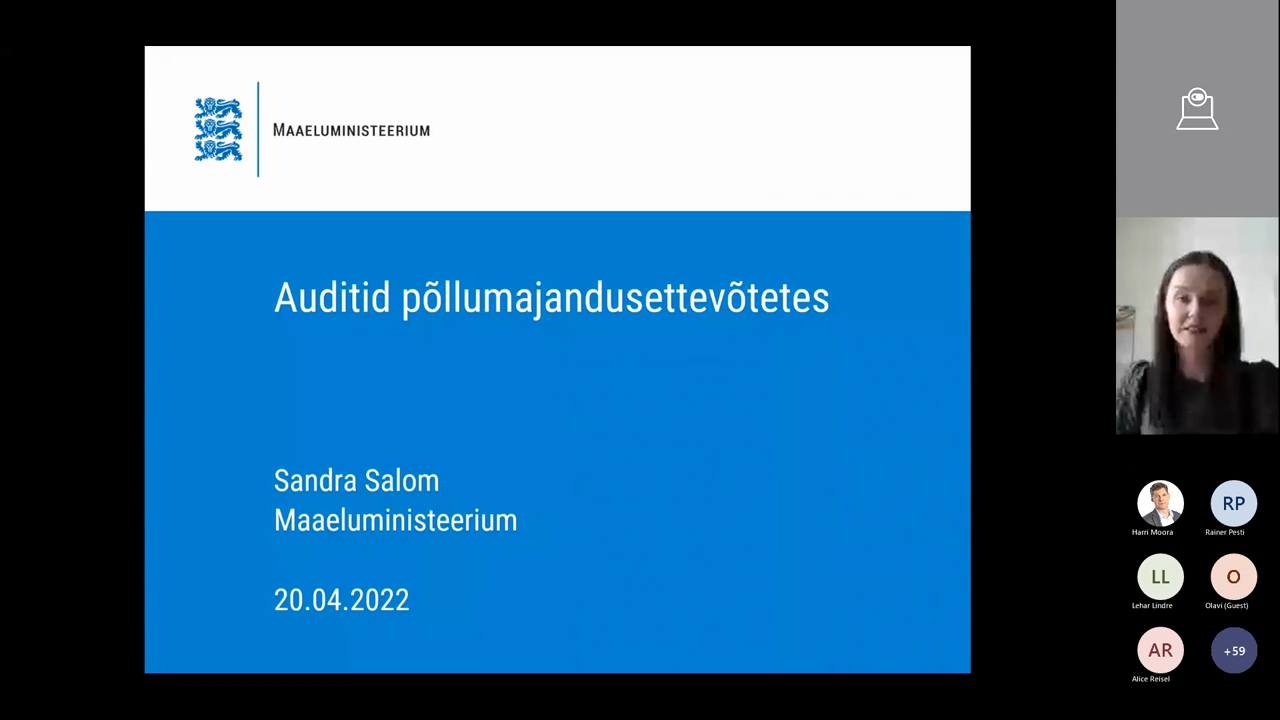 MAAELUMINISTEERIUM
Auditid põllumajandusettevõtetes
Sandra Salom
Maaeluministeerium
20.04.2022
Harri Moora
RP
Rainer Pesti
LL
Lehar Lindre
O
Olavi (Guest)
AR
Alice Reisel
+59